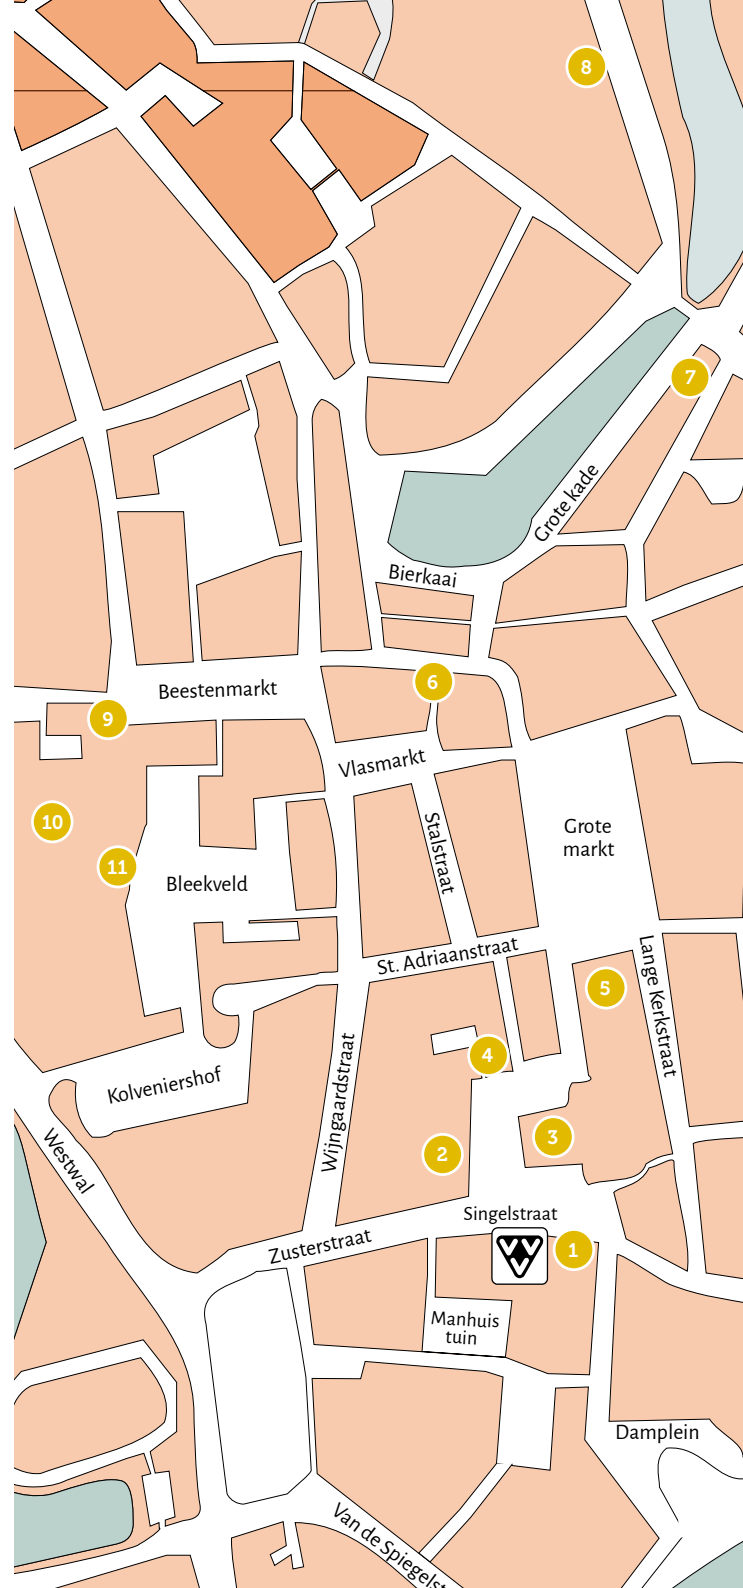 8
7
Grote kade
Bierkaai
6
Beestenmarkt
9
Vlasmarkt
10
Stalstraat
Grote
markt
11
Bleekveld
St. Adriaanstraat
Lange Kerkstraat
5
4
Kolveniershof
Wijngaardstraat
3
2
Westwal
Singelstraat
Zusterstraat
1
Manhuis
tuin
Damplein
Van de Spiegelst